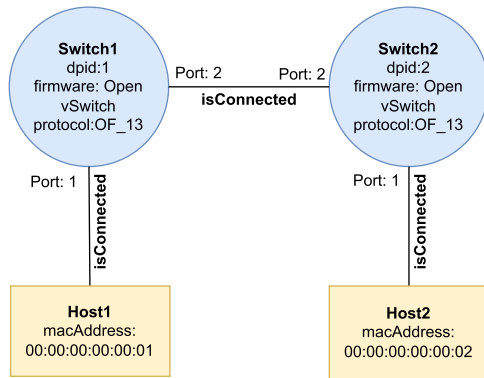 Switch1
dpid:1
firmware: Open
vSwitch
protocol:OF_13
Port: 2
Port: 2
isConnected
Switch2
dpid:2
firmware: Open
vSwitch
protocol:OF_13
Port: 1
isConnected
Port: 1
isConnected
Host1
macAddress:
00:00:00:00:00:01
Host2
macAddress:
00:00:00:00:00:02